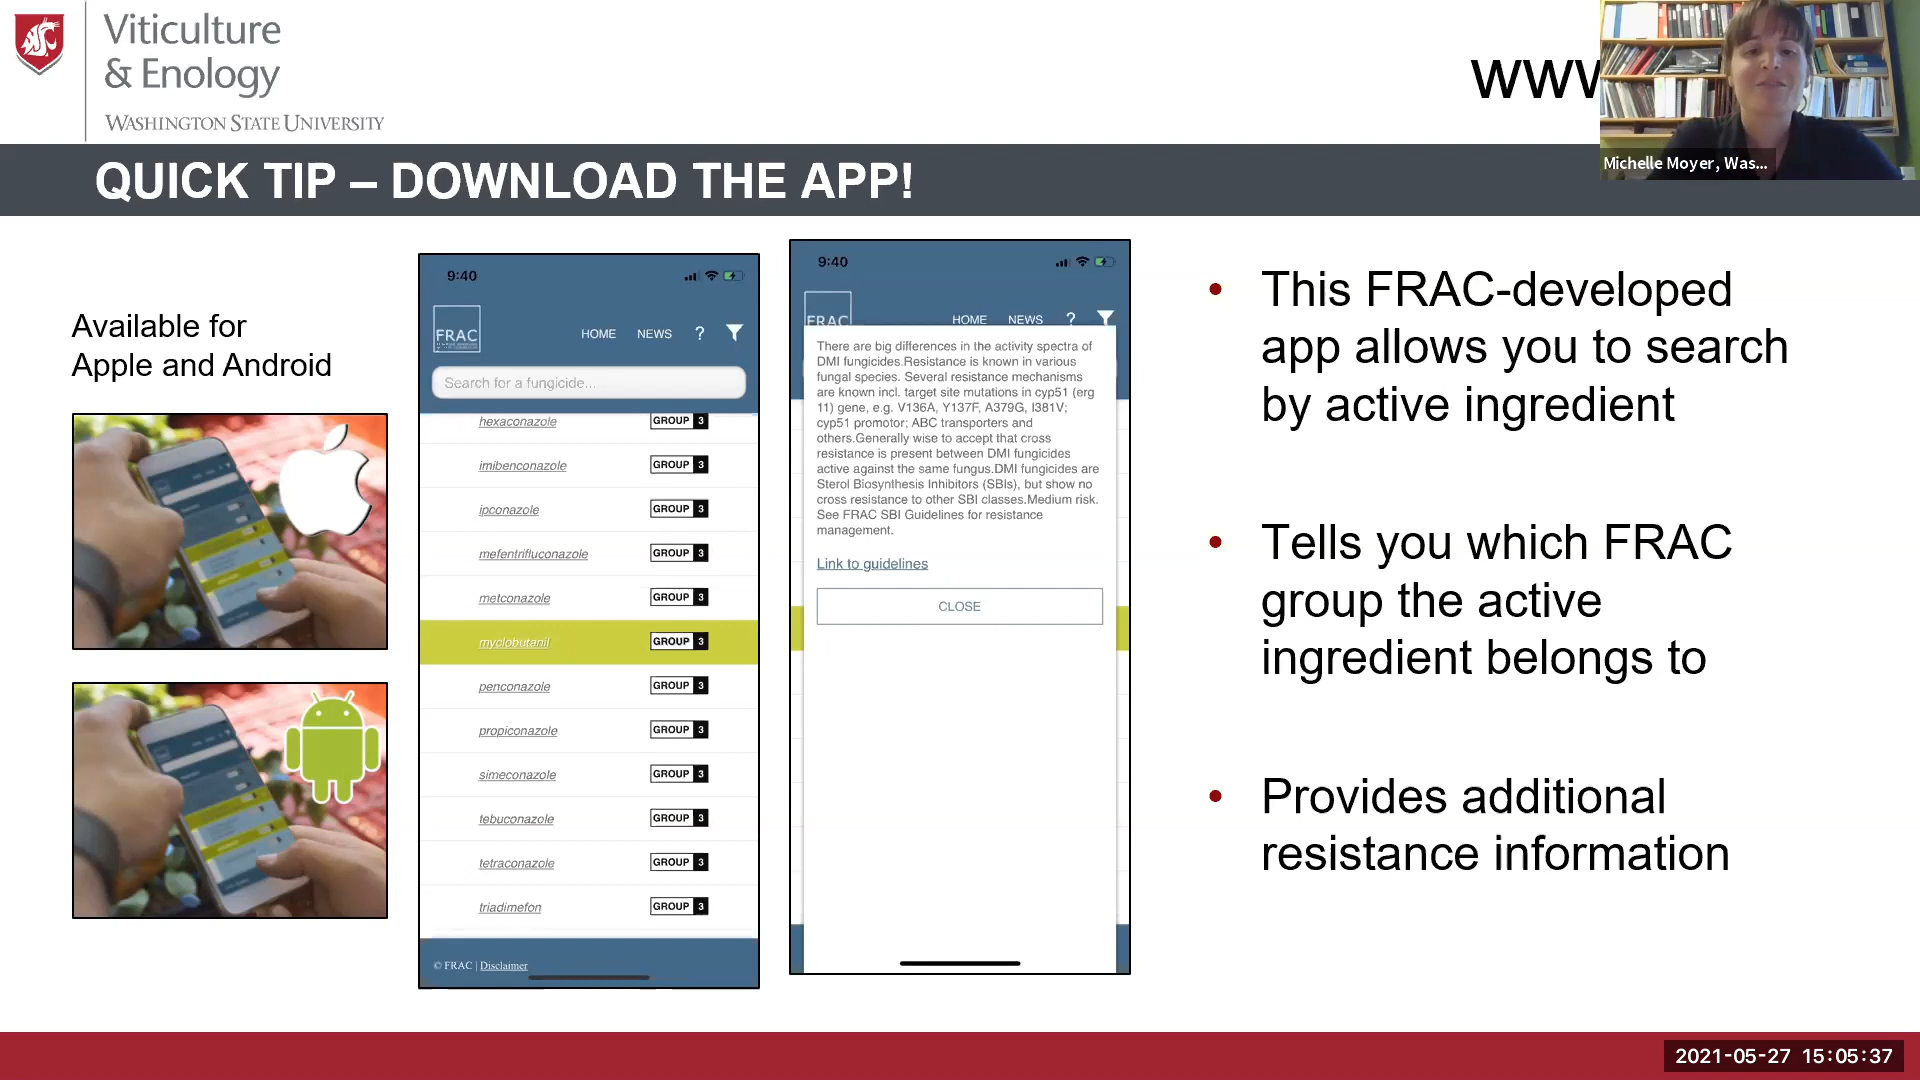 Viticulture
& Enology
WASHINGTON STATE UNIVERSITY
WWW
Michelle Moyer, Was...
QUICK TIP – DOWNLOAD THE APP!
Available for
Apple and Android
9:40
FRAC
HOME NEWS ?
Search for a fungicide...
hexaconazole GROUP 3
imibenconazole GROUP 3
ipconazole GROUP 3
mefentrifluconazole GROUP 3
metconazole GROUP 3
myclobutanil GROUP 3
penconazole GROUP 3
propiconazole GROUP 3
simeconazole GROUP 3
tebuconazole GROUP 3
tetraconazole GROUP 3
triadimefon GROUP 3
© FRAC | Disclaimer
9:40
FRAC
HOME NEWS ?
There are big differences in the activity spectra of
DMI fungicides.Resistance is known in various
fungal species. Several resistance mechanisms
are known incl. target site mutations in cyp51 (erg
11) gene, e.g. V136A, Y137F, A379G, I381V;
cyp51 promotor; ABC transporters and
others.Generally wise to accept that cross
resistance is present between DMI fungicides
active against the same fungus.DMI fungicides are
Sterol Biosynthesis Inhibitors (SBIs), but show no
cross resistance to other SBI classes.Medium risk.
See FRAC SBI Guidelines for resistance
management.
Link to guidelines
CLOSE
• This FRAC-developed
app allows you to search
by active ingredient
• Tells you which FRAC
group the active
ingredient belongs to
• Provides additional
resistance information
2021-05-27 15:05:37